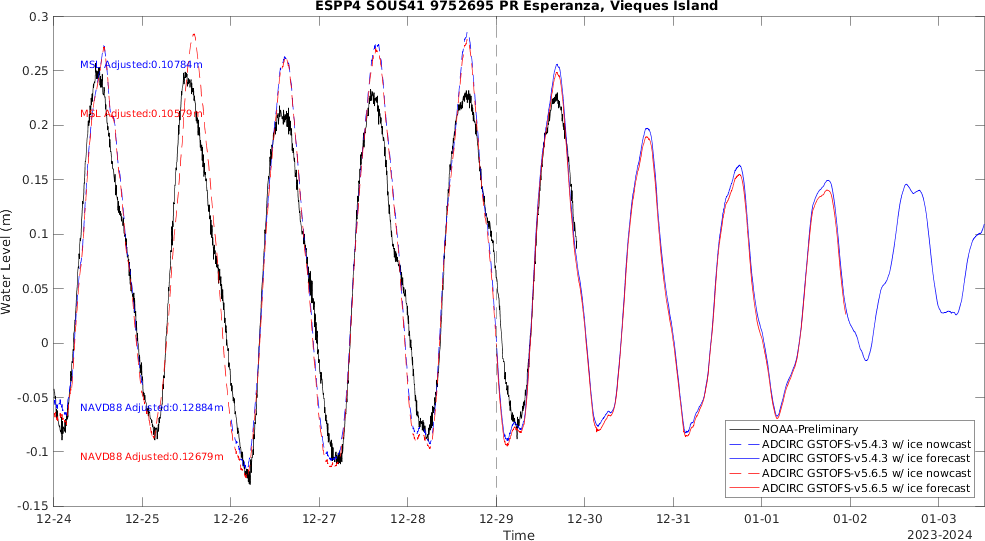 ESPP4 SOUS41 9752695 PR Esperanza, Vieques Island
0.3
0.25
0.2
0.15
0.1
0.05
0
-0.05
-0.1
-0.15
Water Level (m)
MSL Adjusted:0.10784m
MSL Adjusted:0.10579m
NAVD88 Adjusted:0.12884m
NAVD88 Adjusted:0.12679m
NOAA-Preliminary
ADCIRC GSTOFS-v5.4.3 w/ ice nowcast
ADCIRC GSTOFS-v5.4.3 w/ ice forecast
ADCIRC GSTOFS-v5.6.5 w/ ice nowcast
ADCIRC GSTOFS-v5.6.5 w/ ice forecast
12-24 12-25 12-26 12-27 12-28 12-29 12-30 12-31 01-01 01-02 01-03
Time
2023-2024